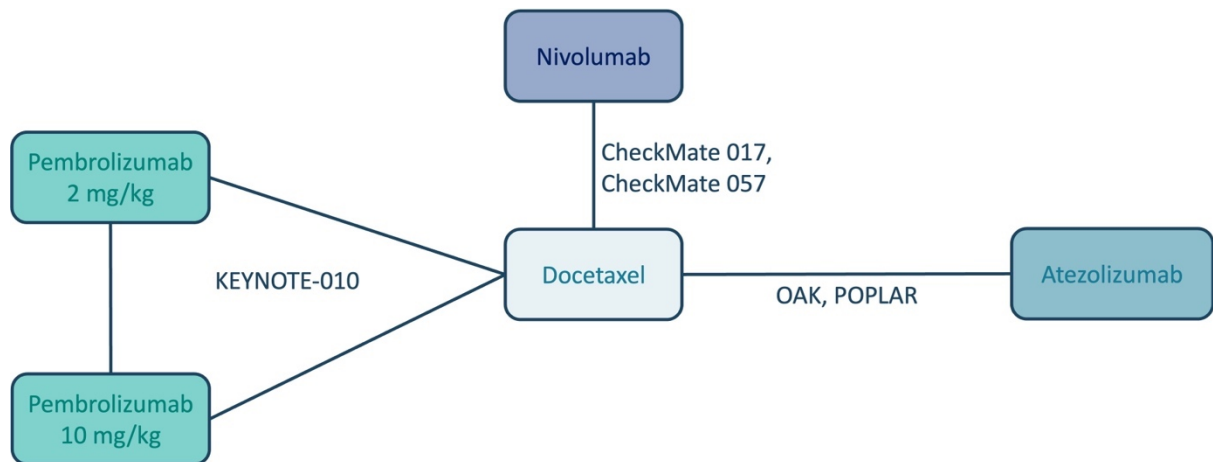 Nivolumab
CheckMate 017,
CheckMate 057
Pembrolizumab
2 mg/kg
KEYNOTE-010
Docetaxel
OAK, POPLAR
Atezolizumab
Pembrolizumab
10 mg/kg